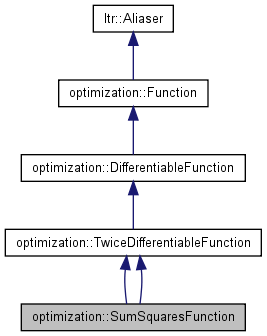 ltr::Aliaser
optimization::Function
optimization::DifferentiableFunction
optimization::TwiceDifferentiableFunction
optimization::SumSquaresFunction